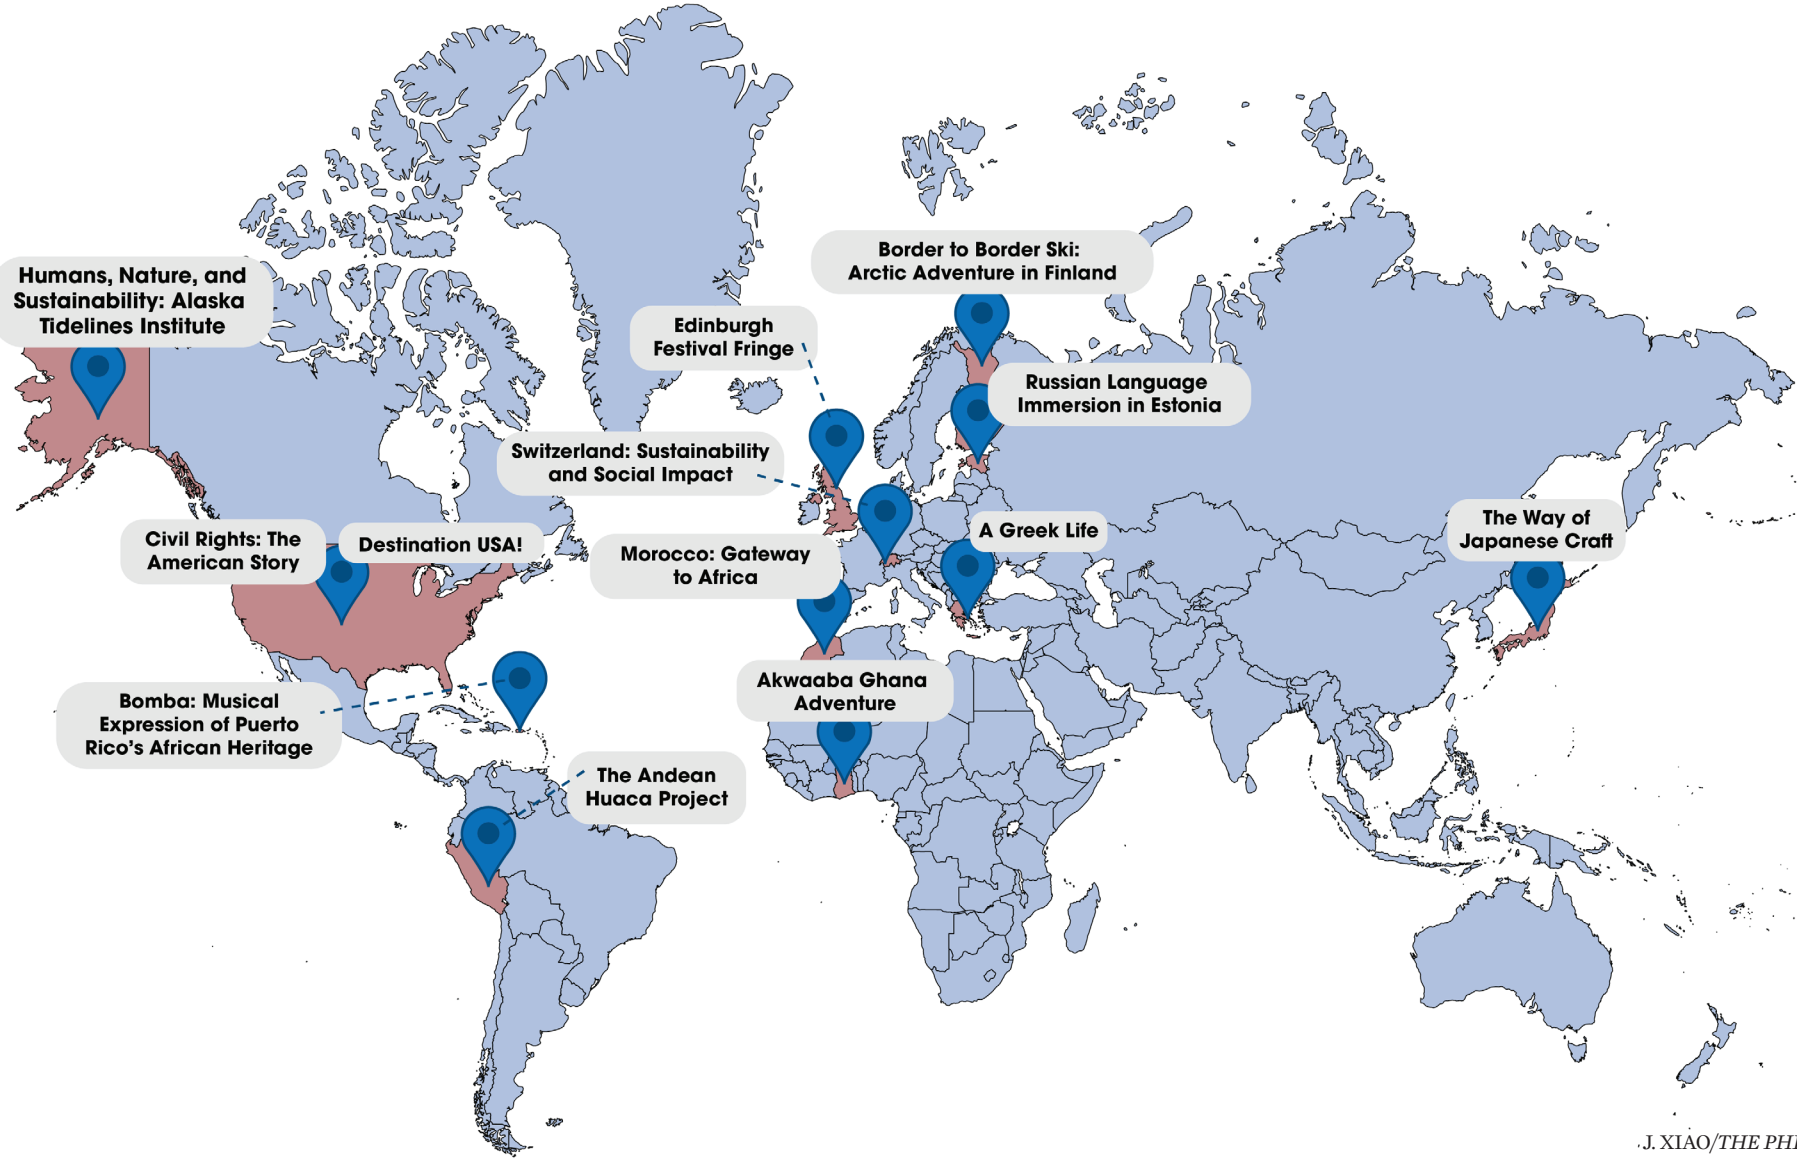 Border to Border Ski:
Arctic Adventure in Finland
Humans, Nature, and
Sustainability: Alaska
Tidelines Institute
Edinburgh
Festival Fringe
Russian Language
Immersion in Estonia
Switzerland: Sustainability
and Social Impact
The Way of
Japanese Craft
Civil Rights: The
American Story
Destination USA!
A Greek Life
Morocco: Gateway
to Africa
Akwaaba Ghana
Adventure
Bomba: Musical
Expression of Puerto
Rico’s African Heritage
The Andean
Huaca Project
J. XIAO/THE PHI